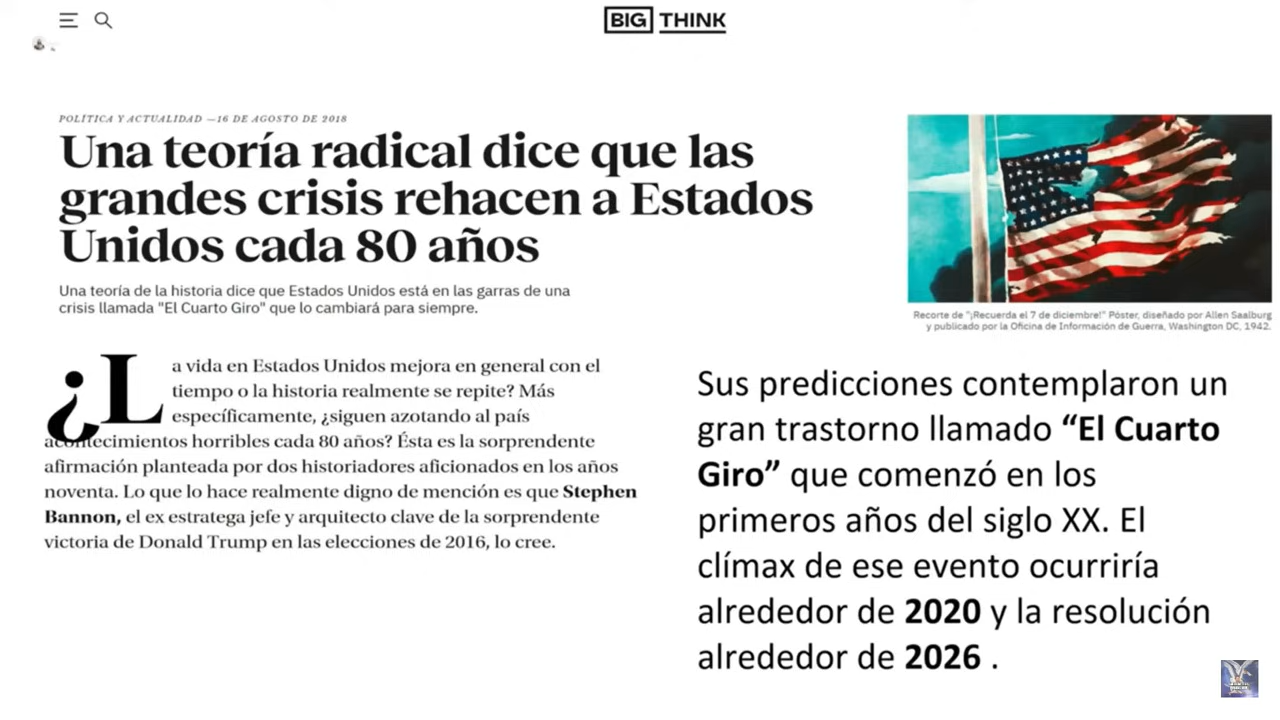 BIG THINK
POLÍTICA Y ACTUALIDAD —16 DE AGOSTO DE 2018
Una teoría radical dice que las
grandes crisis rehacen a Estados
Unidos cada 80 años
Una teoría de la historia dice que Estados Unidos está en las garras de una
crisis llamada "El Cuarto Giro" que lo cambiará para siempre.
¿La vida en Estados Unidos mejora en general con el
tiempo o la historia realmente se repite? Más
específicamente, ¿siguen azotando al país
acontecimientos horribles cada 80 años? Ésta es la sorprendente
afirmación planteada por dos historiadores aficionados en los años
noventa. Lo que lo hace realmente digno de mención es que Stephen
Bannon, el ex estratega jefe y arquitecto clave de la sorprendente
victoria de Donald Trump en las elecciones de 2016, lo cree.
Recorte de "¡Recuerda el 7 de diciembre!" Póster, diseñado por Allen Saalburg
y publicado por la Oficina de Información de Guerra, Washington DC, 1942.
Sus predicciones contemplaron un
gran trastorno llamado “El Cuarto
Giro” que comenzó en los
primeros años del siglo XX. El
clímax de ese evento ocurriría
alrededor de 2020 y la resolución
alrededor de 2026 .